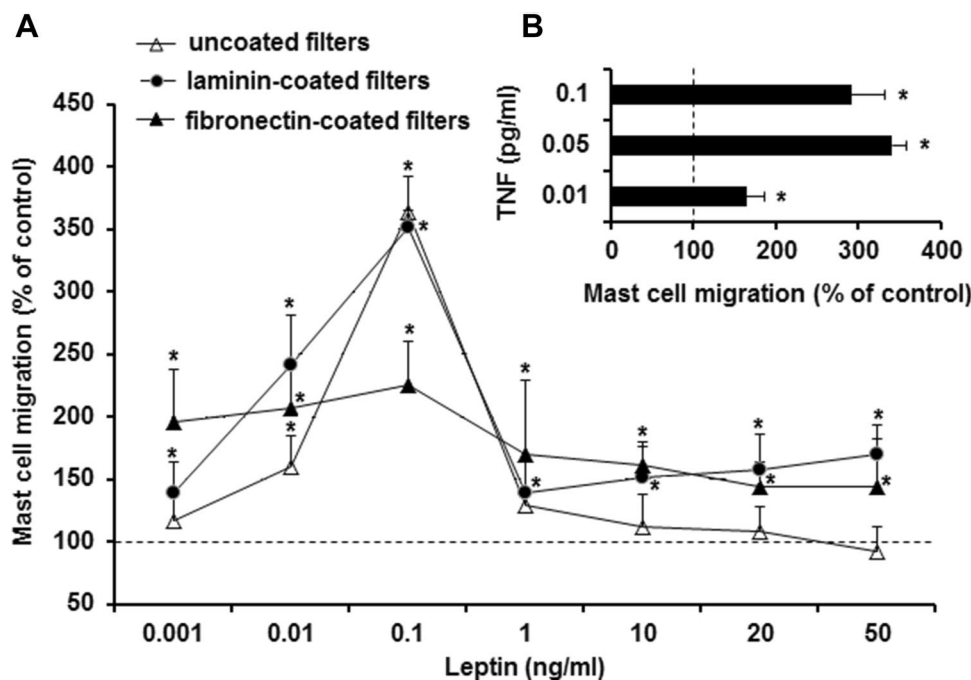 A
uncoated filters
laminin-coated filters
fibronectin-coated filters
Mast cell migration (% of control)
450
400
350
300
250
200
150
100
50
* * * * * * * * * * * * * * * * *
0.001 0.01 0.1 1 10 20 50
Leptin (ng/ml)
B
TNF (pg/ml)
0.1 *
0.05 *
0.01 *
0 100 200 300 400
Mast cell migration (% of control)